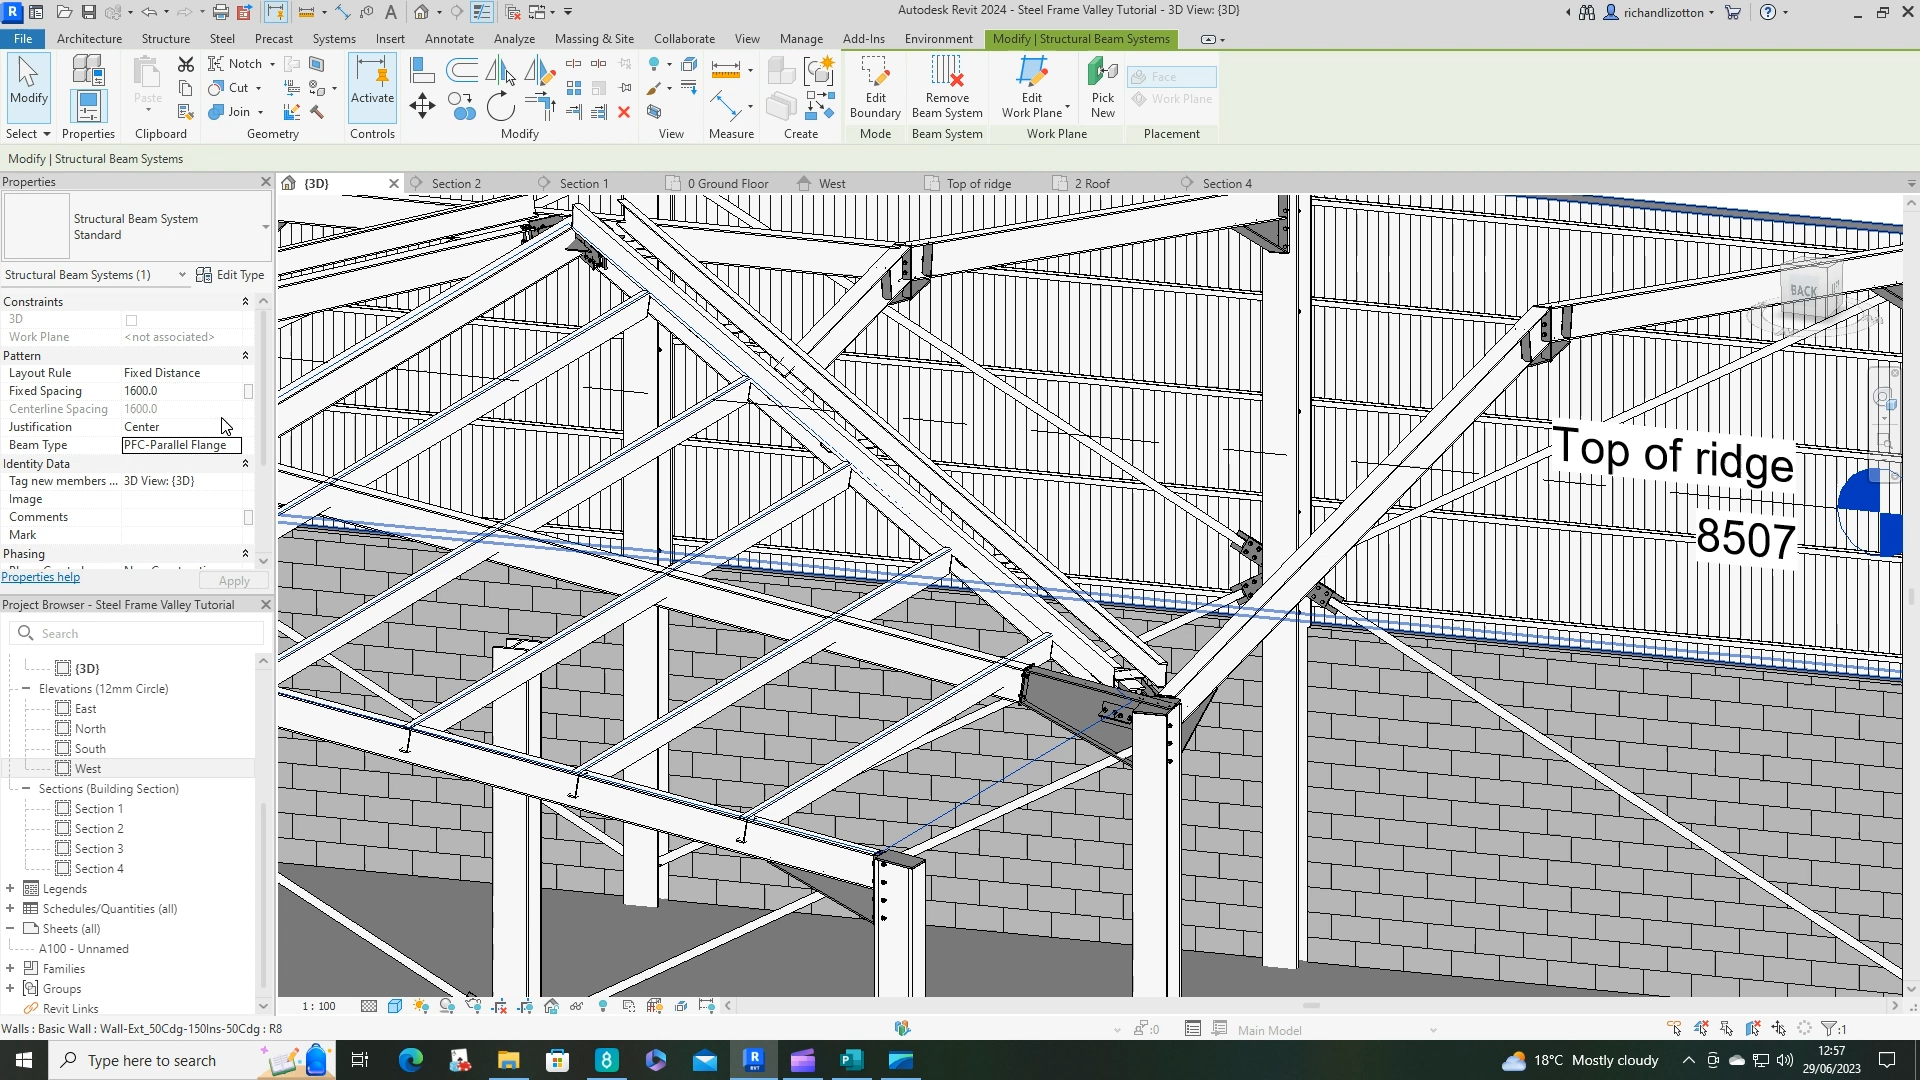 Autodesk Revit 2024 - Steel Frame Valley Tutorial - 3D View: {3D}
richandlizotton
File Architecture Structure Steel Precast Systems Insert Annotate Analyze Massing & Site Collaborate View Manage Add-Ins Environment Modify | Structural Beam Systems
Modify
Paste
Notch
Cut
Join
Activate
Edit Boundary
Remove Beam System
Edit Work Plane
Pick New
Face
Work Plane
Select Properties Clipboard Geometry Controls Modify View Measure Create Mode Beam System Work Plane Placement
Modify | Structural Beam Systems
Properties
{3D} Section 2 Section 1 0 Ground Floor West Top of ridge 2 Roof Section 4
Structural Beam System
Standard
Structural Beam Systems (1) Edit Type
Constraints
3D
Work Plane <not associated>
Pattern
Layout Rule Fixed Distance
Fixed Spacing 1600.0
Centerline Spacing 1600.0
Justification Center
Beam Type PFC-Parallel Flange
Identity Data
Tag new members ... 3D View: {3D}
Image
Comments
Mark
Phasing
Properties help Apply
Project Browser - Steel Frame Valley Tutorial
Search
{3D}
Elevations (12mm Circle)
East
North
South
West
Sections (Building Section)
Section 1
Section 2
Section 3
Section 4
Legends
Schedules/Quantities (all)
Sheets (all)
A100 - Unnamed
Families
Groups
Revit Links
BACK
Top of ridge
8507
1 : 100
Walls : Basic Wall : Wall-Ext_50Cdg-150Ins-50Cdg : R8
:0
Main Model
:1
Type here to search
18°C Mostly cloudy
12:57
29/06/2023